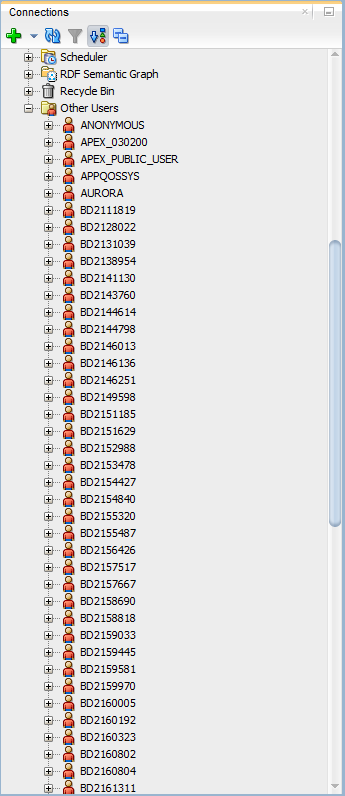 Connections
Scheduler
RDF Semantic Graph
Recycle Bin
Other Users
ANONYMOUS
APEX_030200
APEX_PUBLIC_USER
APPQOSSYS
AURORA
BD2111819
BD2128022
BD2131039
BD2138954
BD2141130
BD2143760
BD2144614
BD2144798
BD2146013
BD2146136
BD2146251
BD2149598
BD2151185
BD2151629
BD2152988
BD2153478
BD2154427
BD2154840
BD2155320
BD2155487
BD2156426
BD2157517
BD2157667
BD2158690
BD2158818
BD2159033
BD2159445
BD2159581
BD2159970
BD2160005
BD2160192
BD2160323
BD2160802
BD2160804
BD2161311